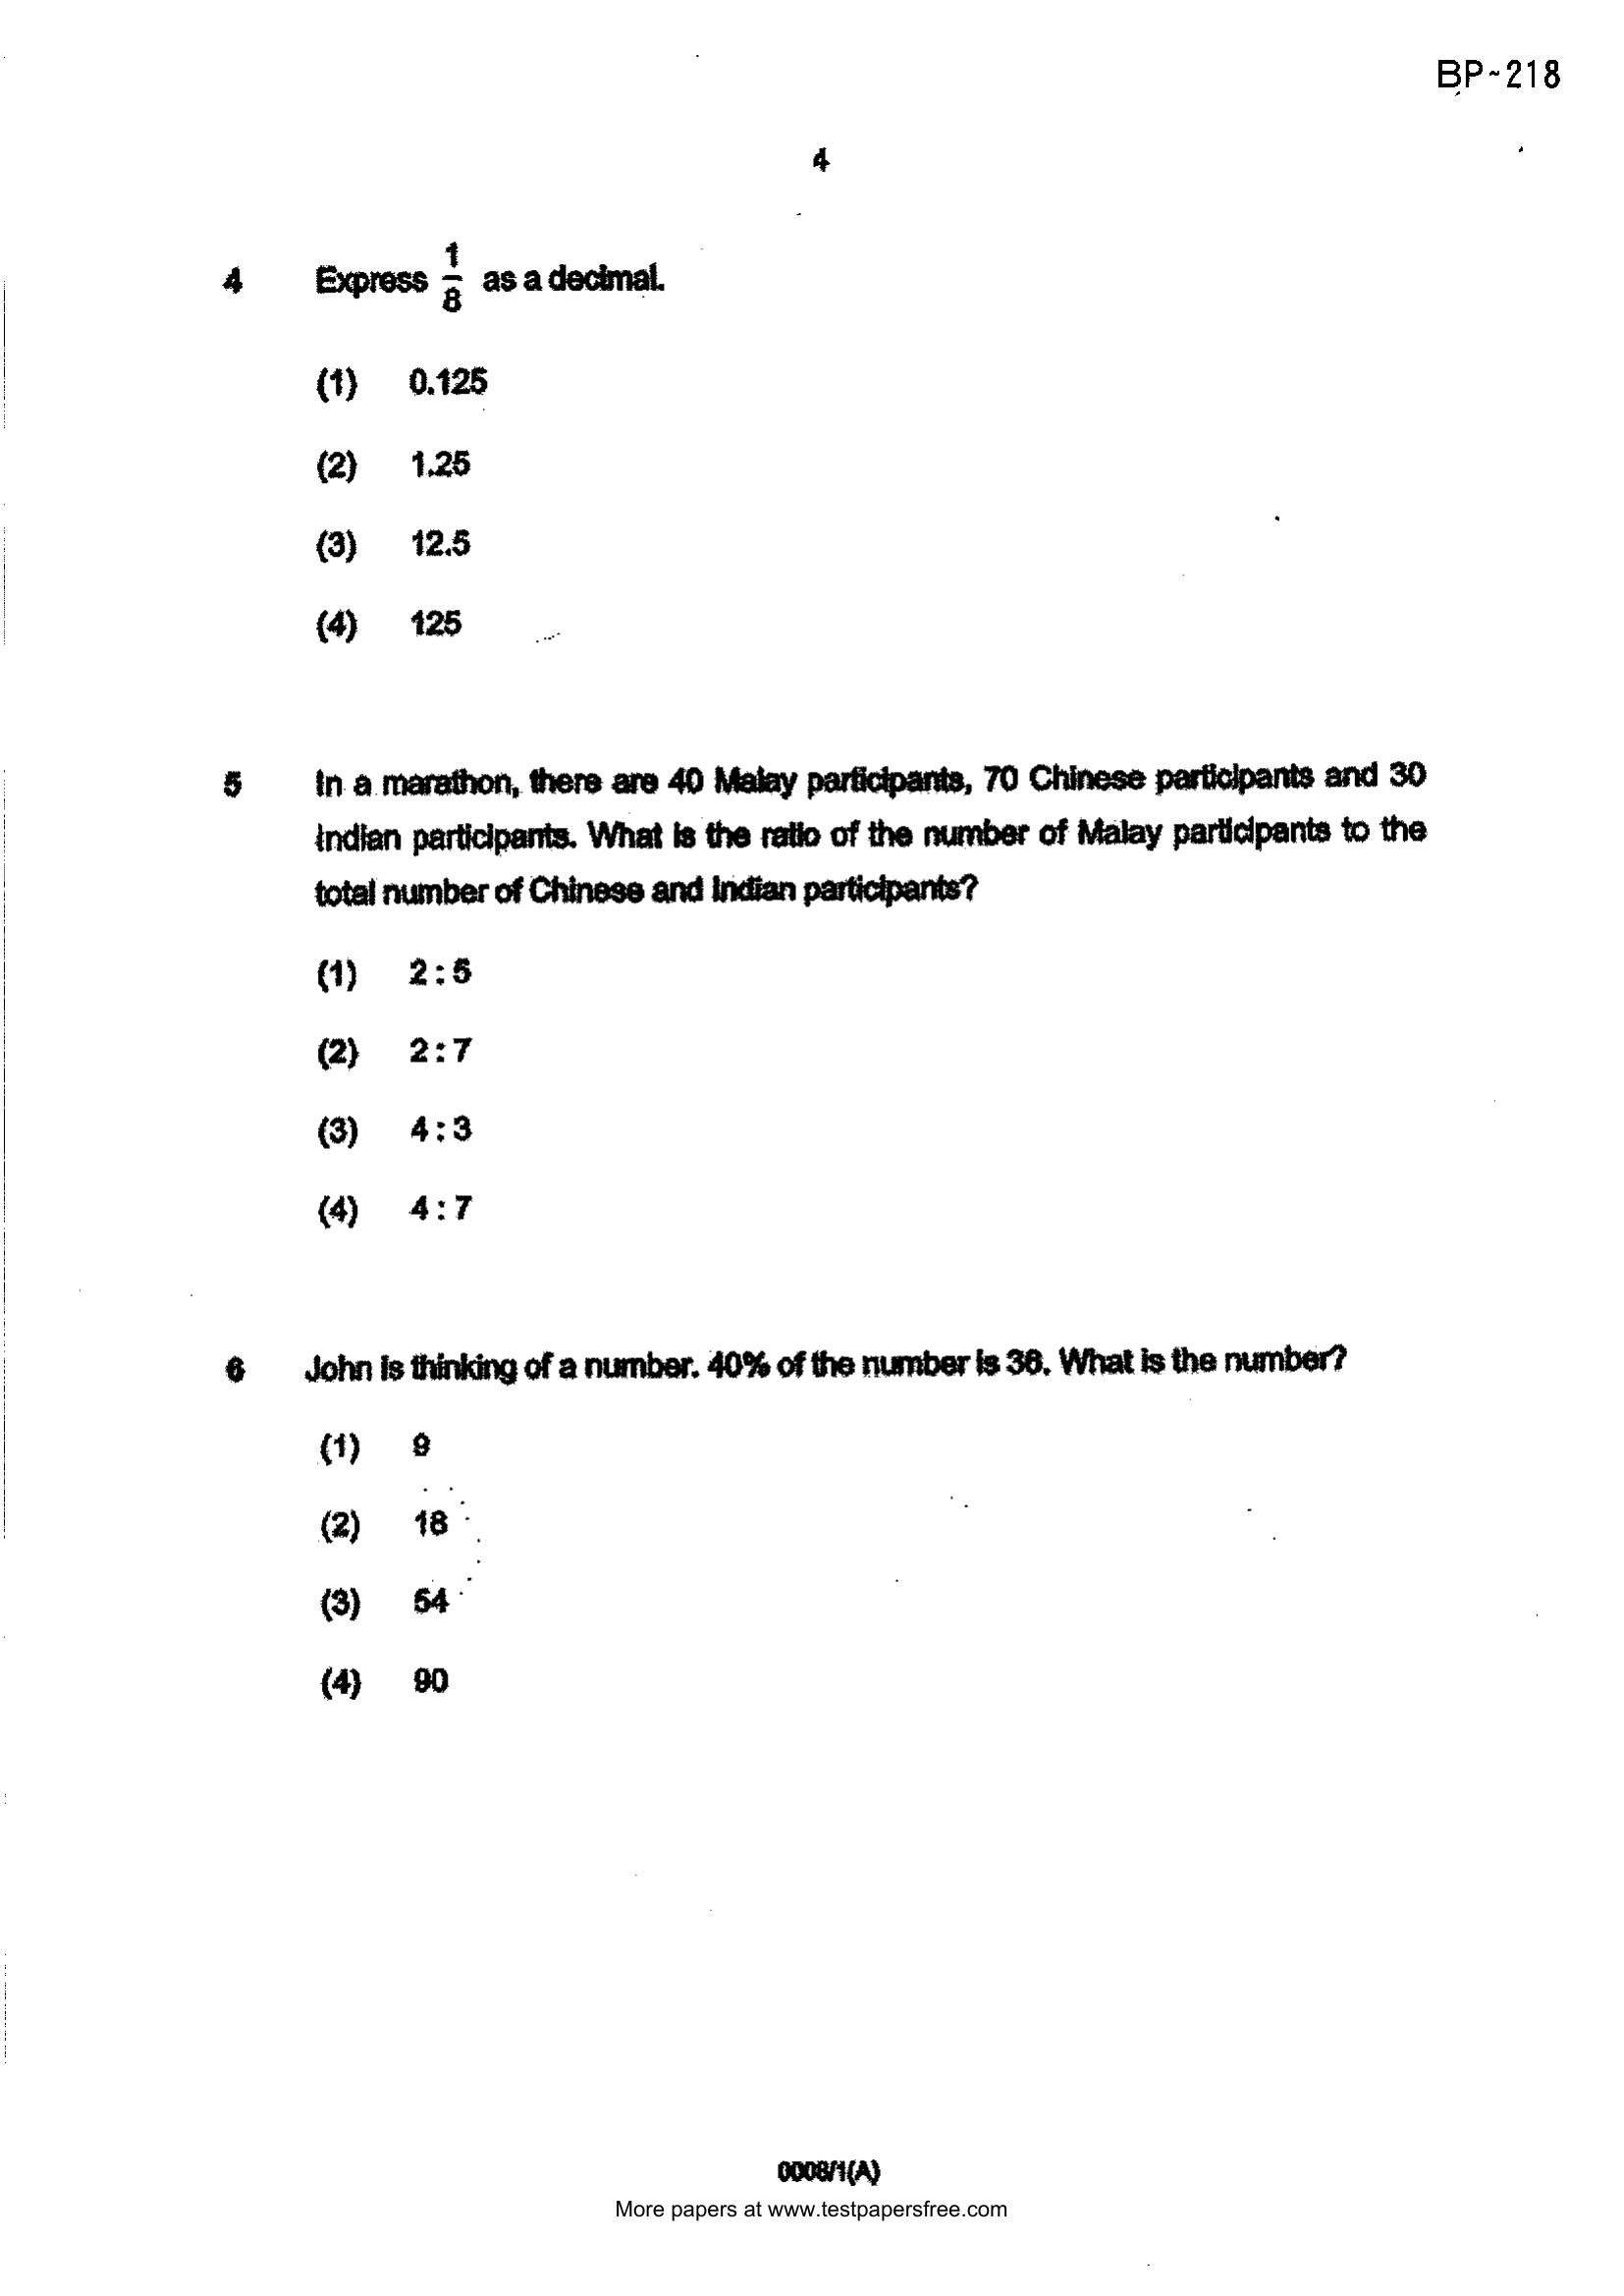 BP-218
4
4 Express 1/8 as a decimal.
(1) 0.125
(2) 1.25
(3) 12.5
(4) 125
5 In a marathon, there are 40 Malay participants, 70 Chinese participants and 30
Indian participants. What is the ratio of the number of Malay participants to the
total number of Chinese and Indian participants?
(1) 2 : 5
(2) 2 : 7
(3) 4 : 3
(4) 4 : 7
6 John is thinking of a number. 40% of the number is 36. What is the number?
(1) 9
(2) 18
(3) 54
(4) 90
0008/1(A)
More papers at www.testpapersfree.com